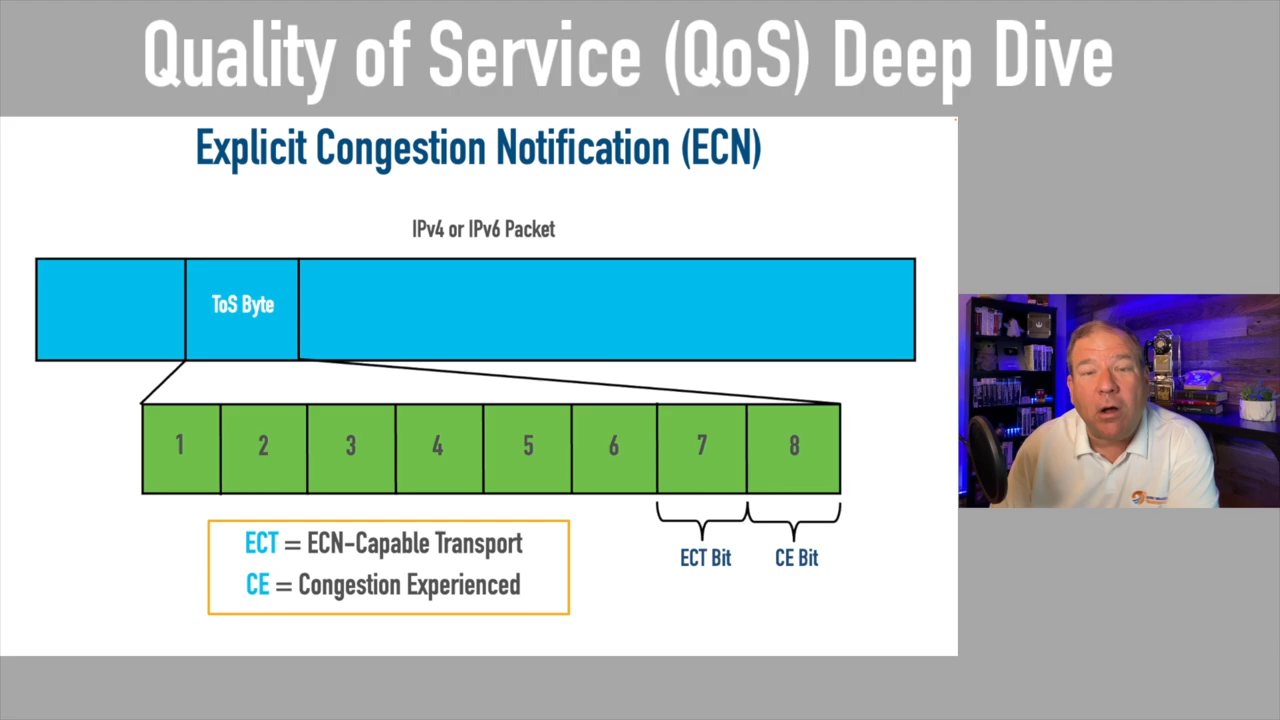 Quality of Service (QoS) Deep Dive
Explicit Congestion Notification (ECN)
IPv4 or IPv6 Packet
ToS Byte
1 2 3 4 5 6 7 8
ECT Bit CE Bit
ECT = ECN-Capable Transport
CE = Congestion Experienced